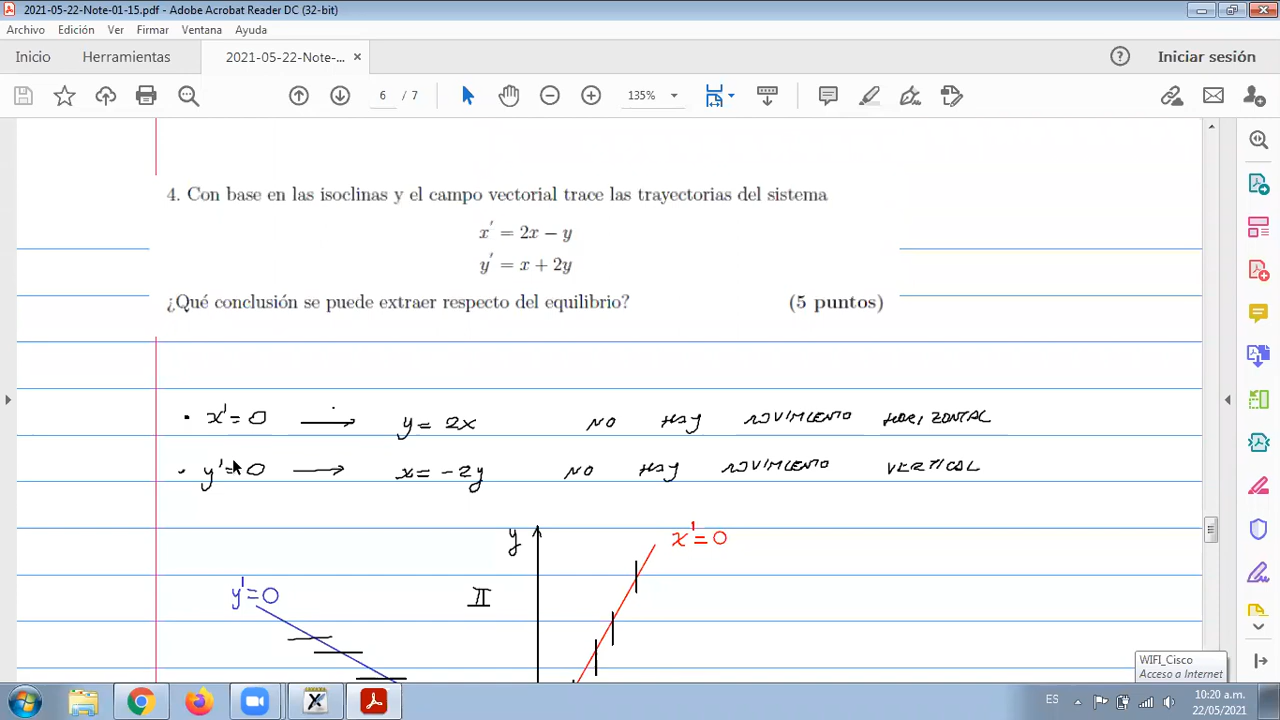 2021-05-22-Note-01-15.pdf - Adobe Acrobat Reader DC (32-bit)
Archivo Edición Ver Firmar Ventana Ayuda
Inicio Herramientas 2021-05-22-Note-... × Iniciar sesión
6 / 7 135%
4. Con base en las isoclinas y el campo vectorial trace las trayectorias del sistema
x' = 2x − y
y' = x + 2y
¿Qué conclusión se puede extraer respecto del equilibrio? (5 puntos)
• x' = 0 → y = 2x NO HAY MOVIMIENTO HORIZONTAL
• y' = 0 → x = -2y NO HAY MOVIMIENTO VERTICAL
y x' = 0
y' = 0 II
WIFI_Cisco
Acceso a Internet
ES 10:20 a.m.
22/05/2021